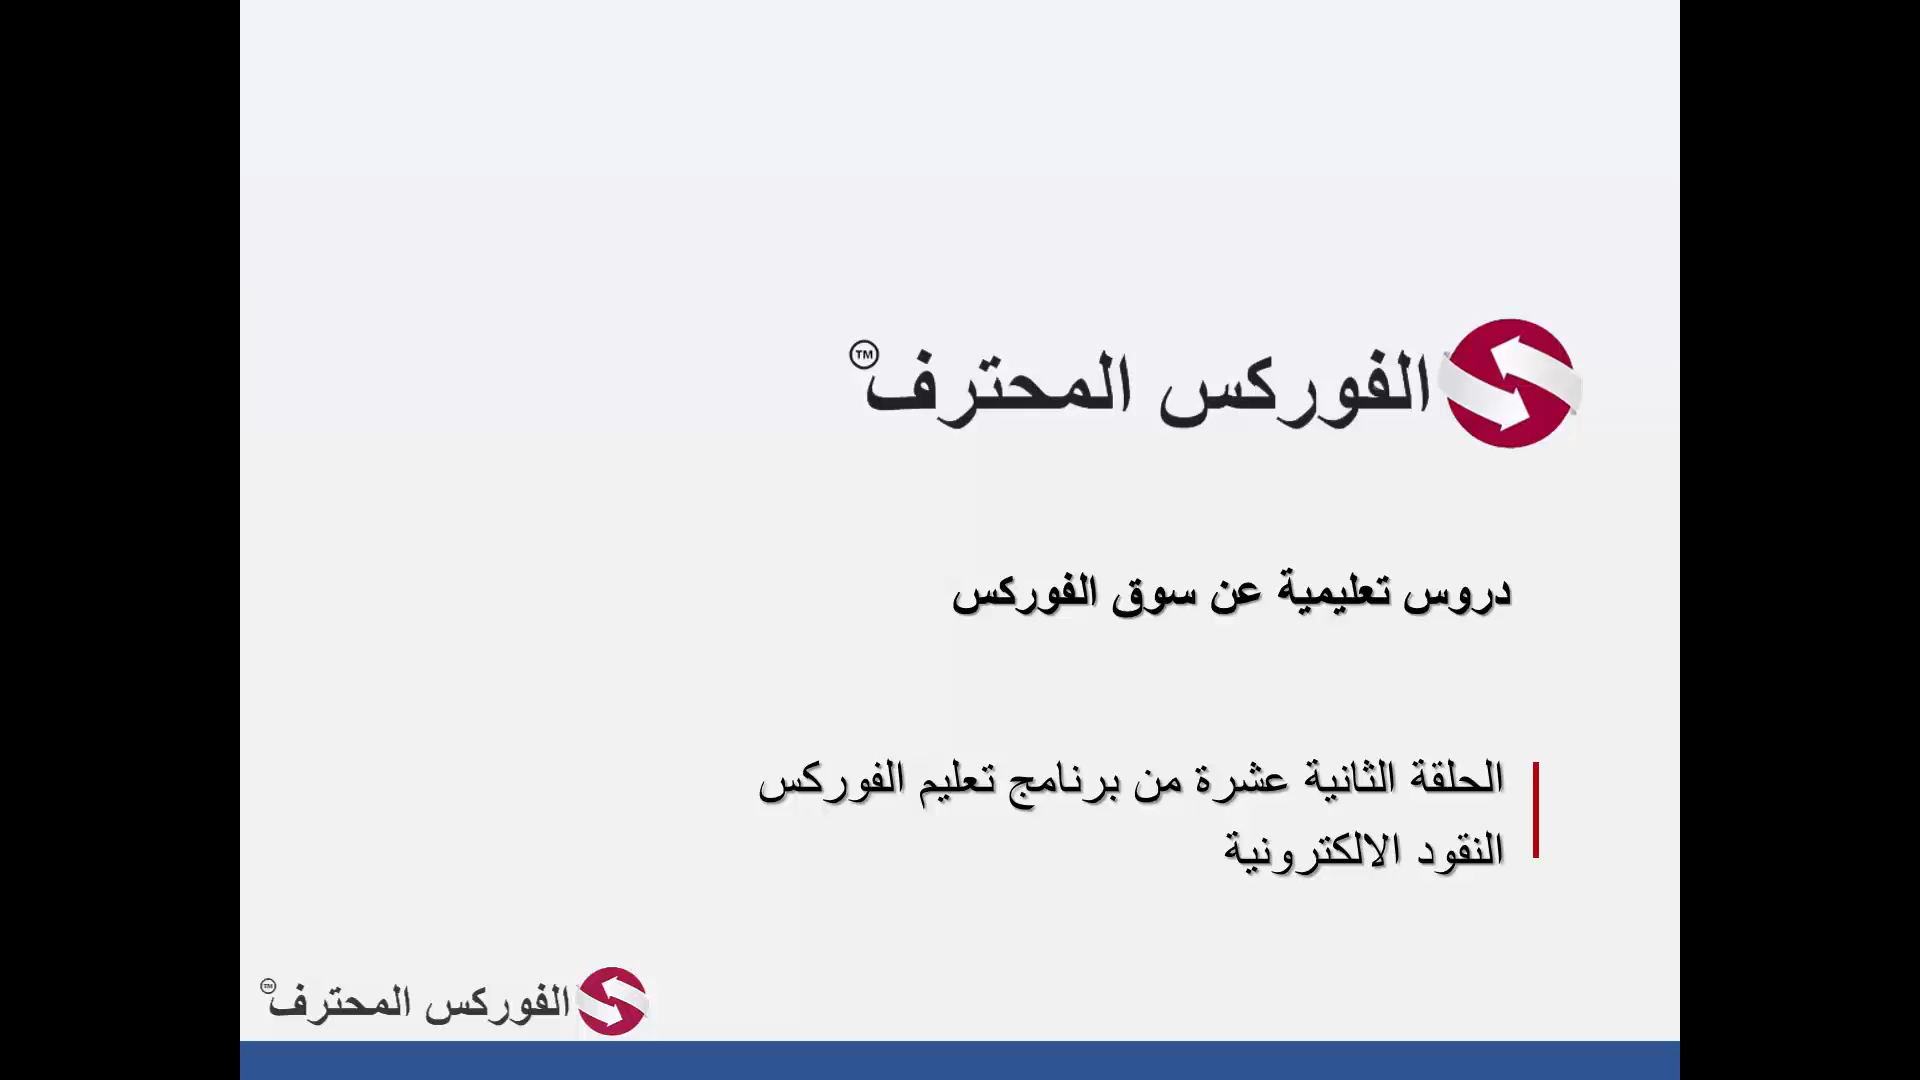 الفوركس المحترف™
دروس تعليمية عن سوق الفوركس
الحلقة الثانية عشرة من برنامج تعليم الفوركس
النقود الالكترونية
الفوركس المحترف™